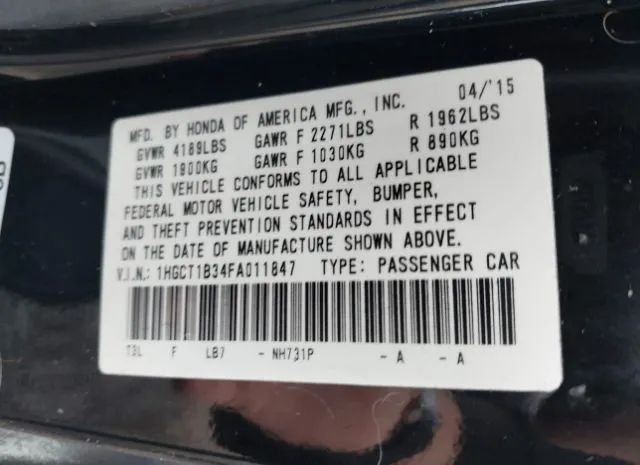 MFD. BY HONDA OF AMERICA MFG., INC. 04/'15
GVWR 4189LBS GAWR F 2271LBS R 1962LBS
GVWR 1900KG GAWR F 1030KG R 890KG
THIS VEHICLE CONFORMS TO ALL APPLICABLE
FEDERAL MOTOR VEHICLE SAFETY, BUMPER,
AND THEFT PREVENTION STANDARDS IN EFFECT
ON THE DATE OF MANUFACTURE SHOWN ABOVE.
V.I.N.: 1HGCT1B34FA011847 TYPE: PASSENGER CAR
T3L F LB7 - NH731P - A - A